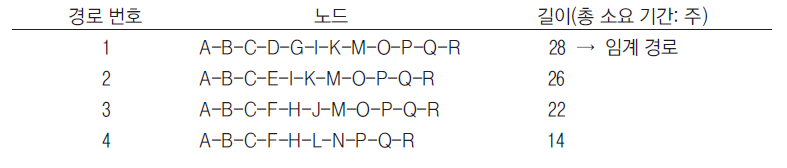 경로 번호 노드 길이(총 소요 기간: 주)
1 A-B-C-D-G-I-K-M-O-P-Q-R 28 → 임계 경로
2 A-B-C-E-I-K-M-O-P-Q-R 26
3 A-B-C-F-H-J-M-O-P-Q-R 22
4 A-B-C-F-H-L-N-P-Q-R 14